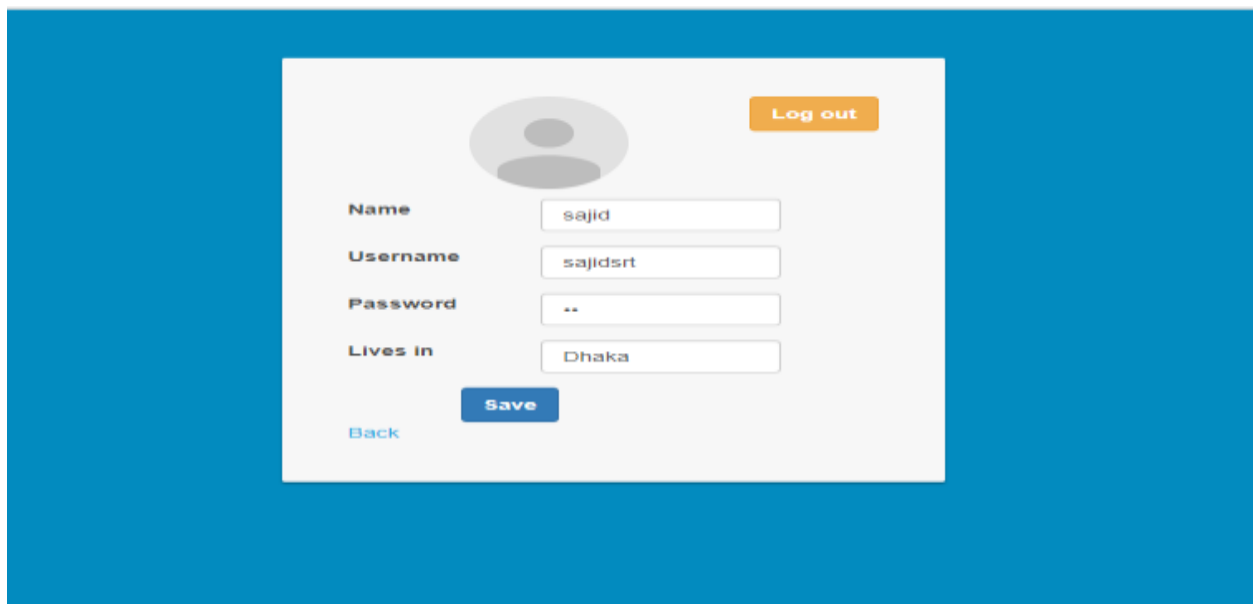 Log out
Name sajid
Username sajidsrt
Password ••
Lives in Dhaka
Save
Back